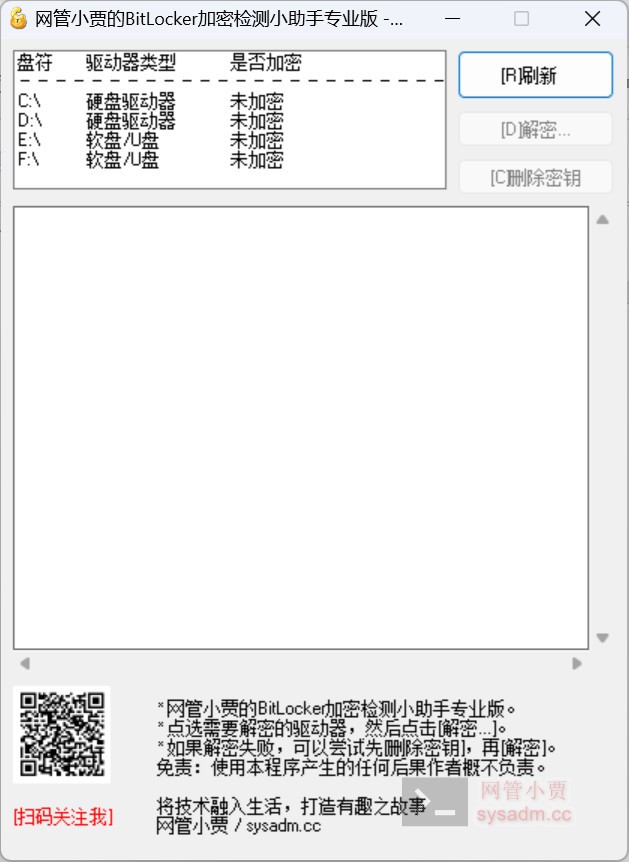 网管小贾的BitLocker加密检测小助手专业版 -...
盘符 驱动器类型 是否加密
C:\ 硬盘驱动器 未加密
D:\ 硬盘驱动器 未加密
E:\ 软盘/U盘 未加密
F:\ 软盘/U盘 未加密
[R]刷新
[D]解密...
[C]删除密钥
*网管小贾的BitLocker加密检测小助手专业版。
*点选需要解密的驱动器，然后点击[解密...]。
*如果解密失败，可以尝试先[删除密钥]，再[解密]。
免责：使用本程序产生的任何后果作者概不负责。
将技术融入生活，打造有趣之故事
网管小贾 / sysadm.cc
[扫码关注我]
网管小贾
sysadm.cc